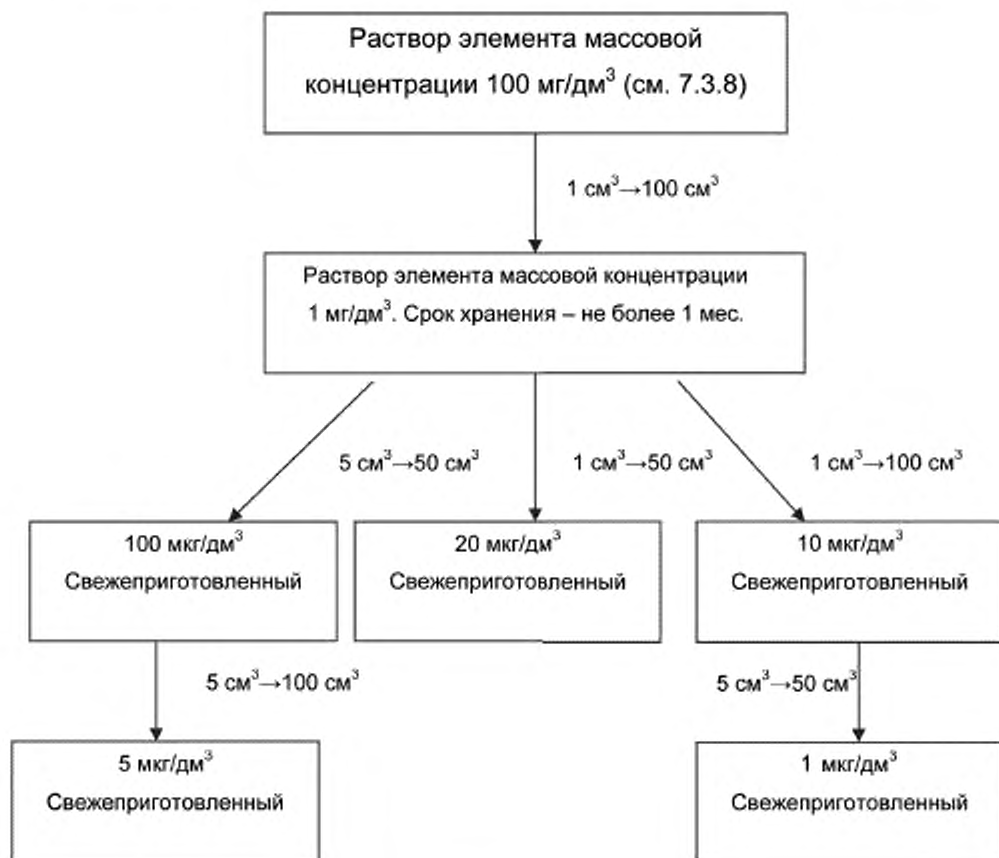 Раствор элемента массовой
концентрации 100 мг/дм³ (см. 7.3.8)
1 см³→100 см³
Раствор элемента массовой концентрации
1 мг/дм³. Срок хранения – не более 1 мес.
5 см³→50 см³
1 см³→50 см³
1 см³→100 см³
100 мкг/дм³
Свежеприготовленный
20 мкг/дм³
Свежеприготовленный
10 мкг/дм³
Свежеприготовленный
5 см³→100 см³
5 см³→50 см³
5 мкг/дм³
Свежеприготовленный
1 мкг/дм³
Свежеприготовленный